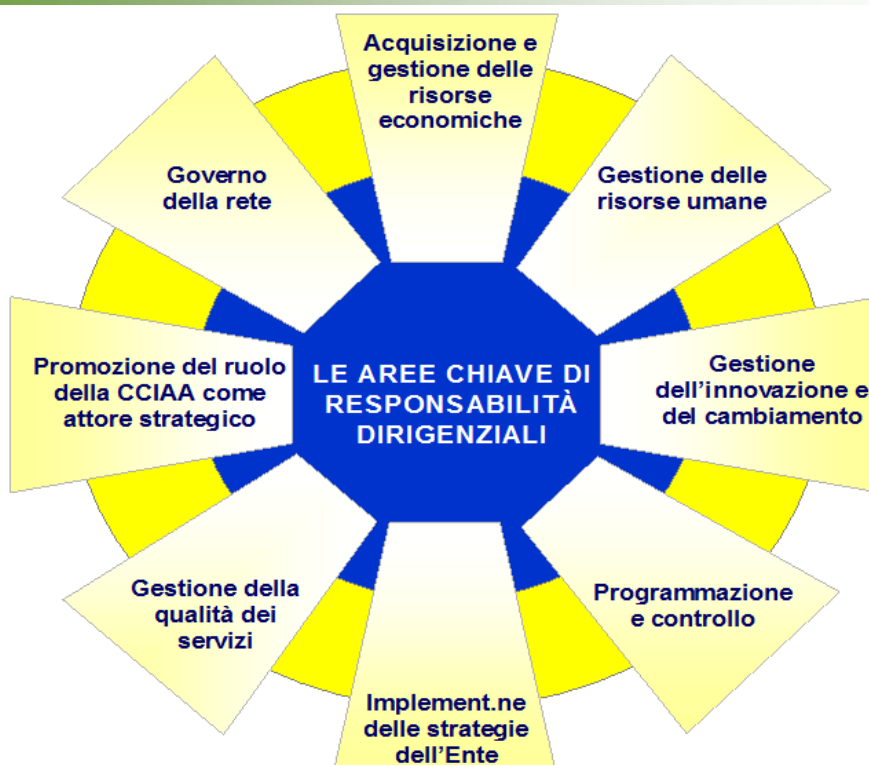 Acquisizione e
gestione delle
risorse
economiche
Gestione delle
risorse umane
Gestione
dell'innovazione e
del cambiamento
Programmazione
e controllo
Implement.ne
delle strategie
dell'Ente
Gestione della
qualità dei
servizi
Promozione del ruolo
della CCIAA come
attore strategico
Governo
della rete
LE AREE CHIAVE DI
RESPONSABILITÀ
DIRIGENZIALI